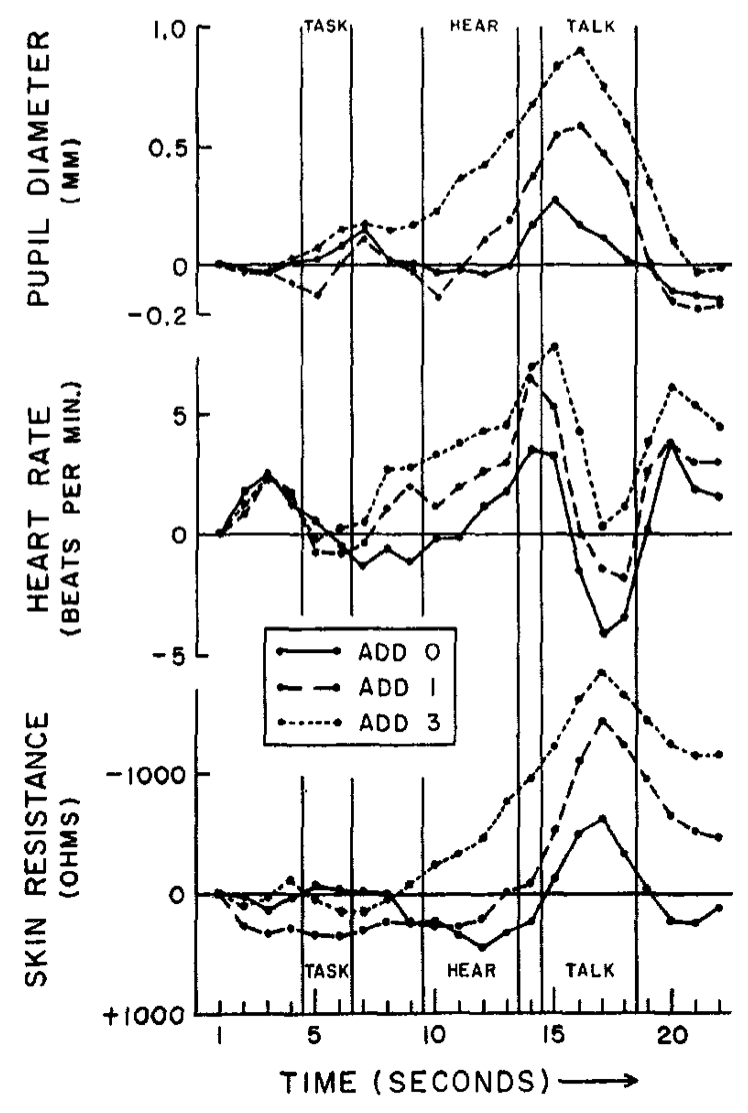 TASK HEAR TALK
PUPIL DIAMETER
(MM)
1.0
0.5
0
-0.2
HEART RATE
(BEATS PER MIN.)
5
0
-5
ADD 0
ADD 1
ADD 3
SKIN RESISTANCE
(OHMS)
-1000
0
+1000
TASK HEAR TALK
1 5 10 15 20
TIME (SECONDS)